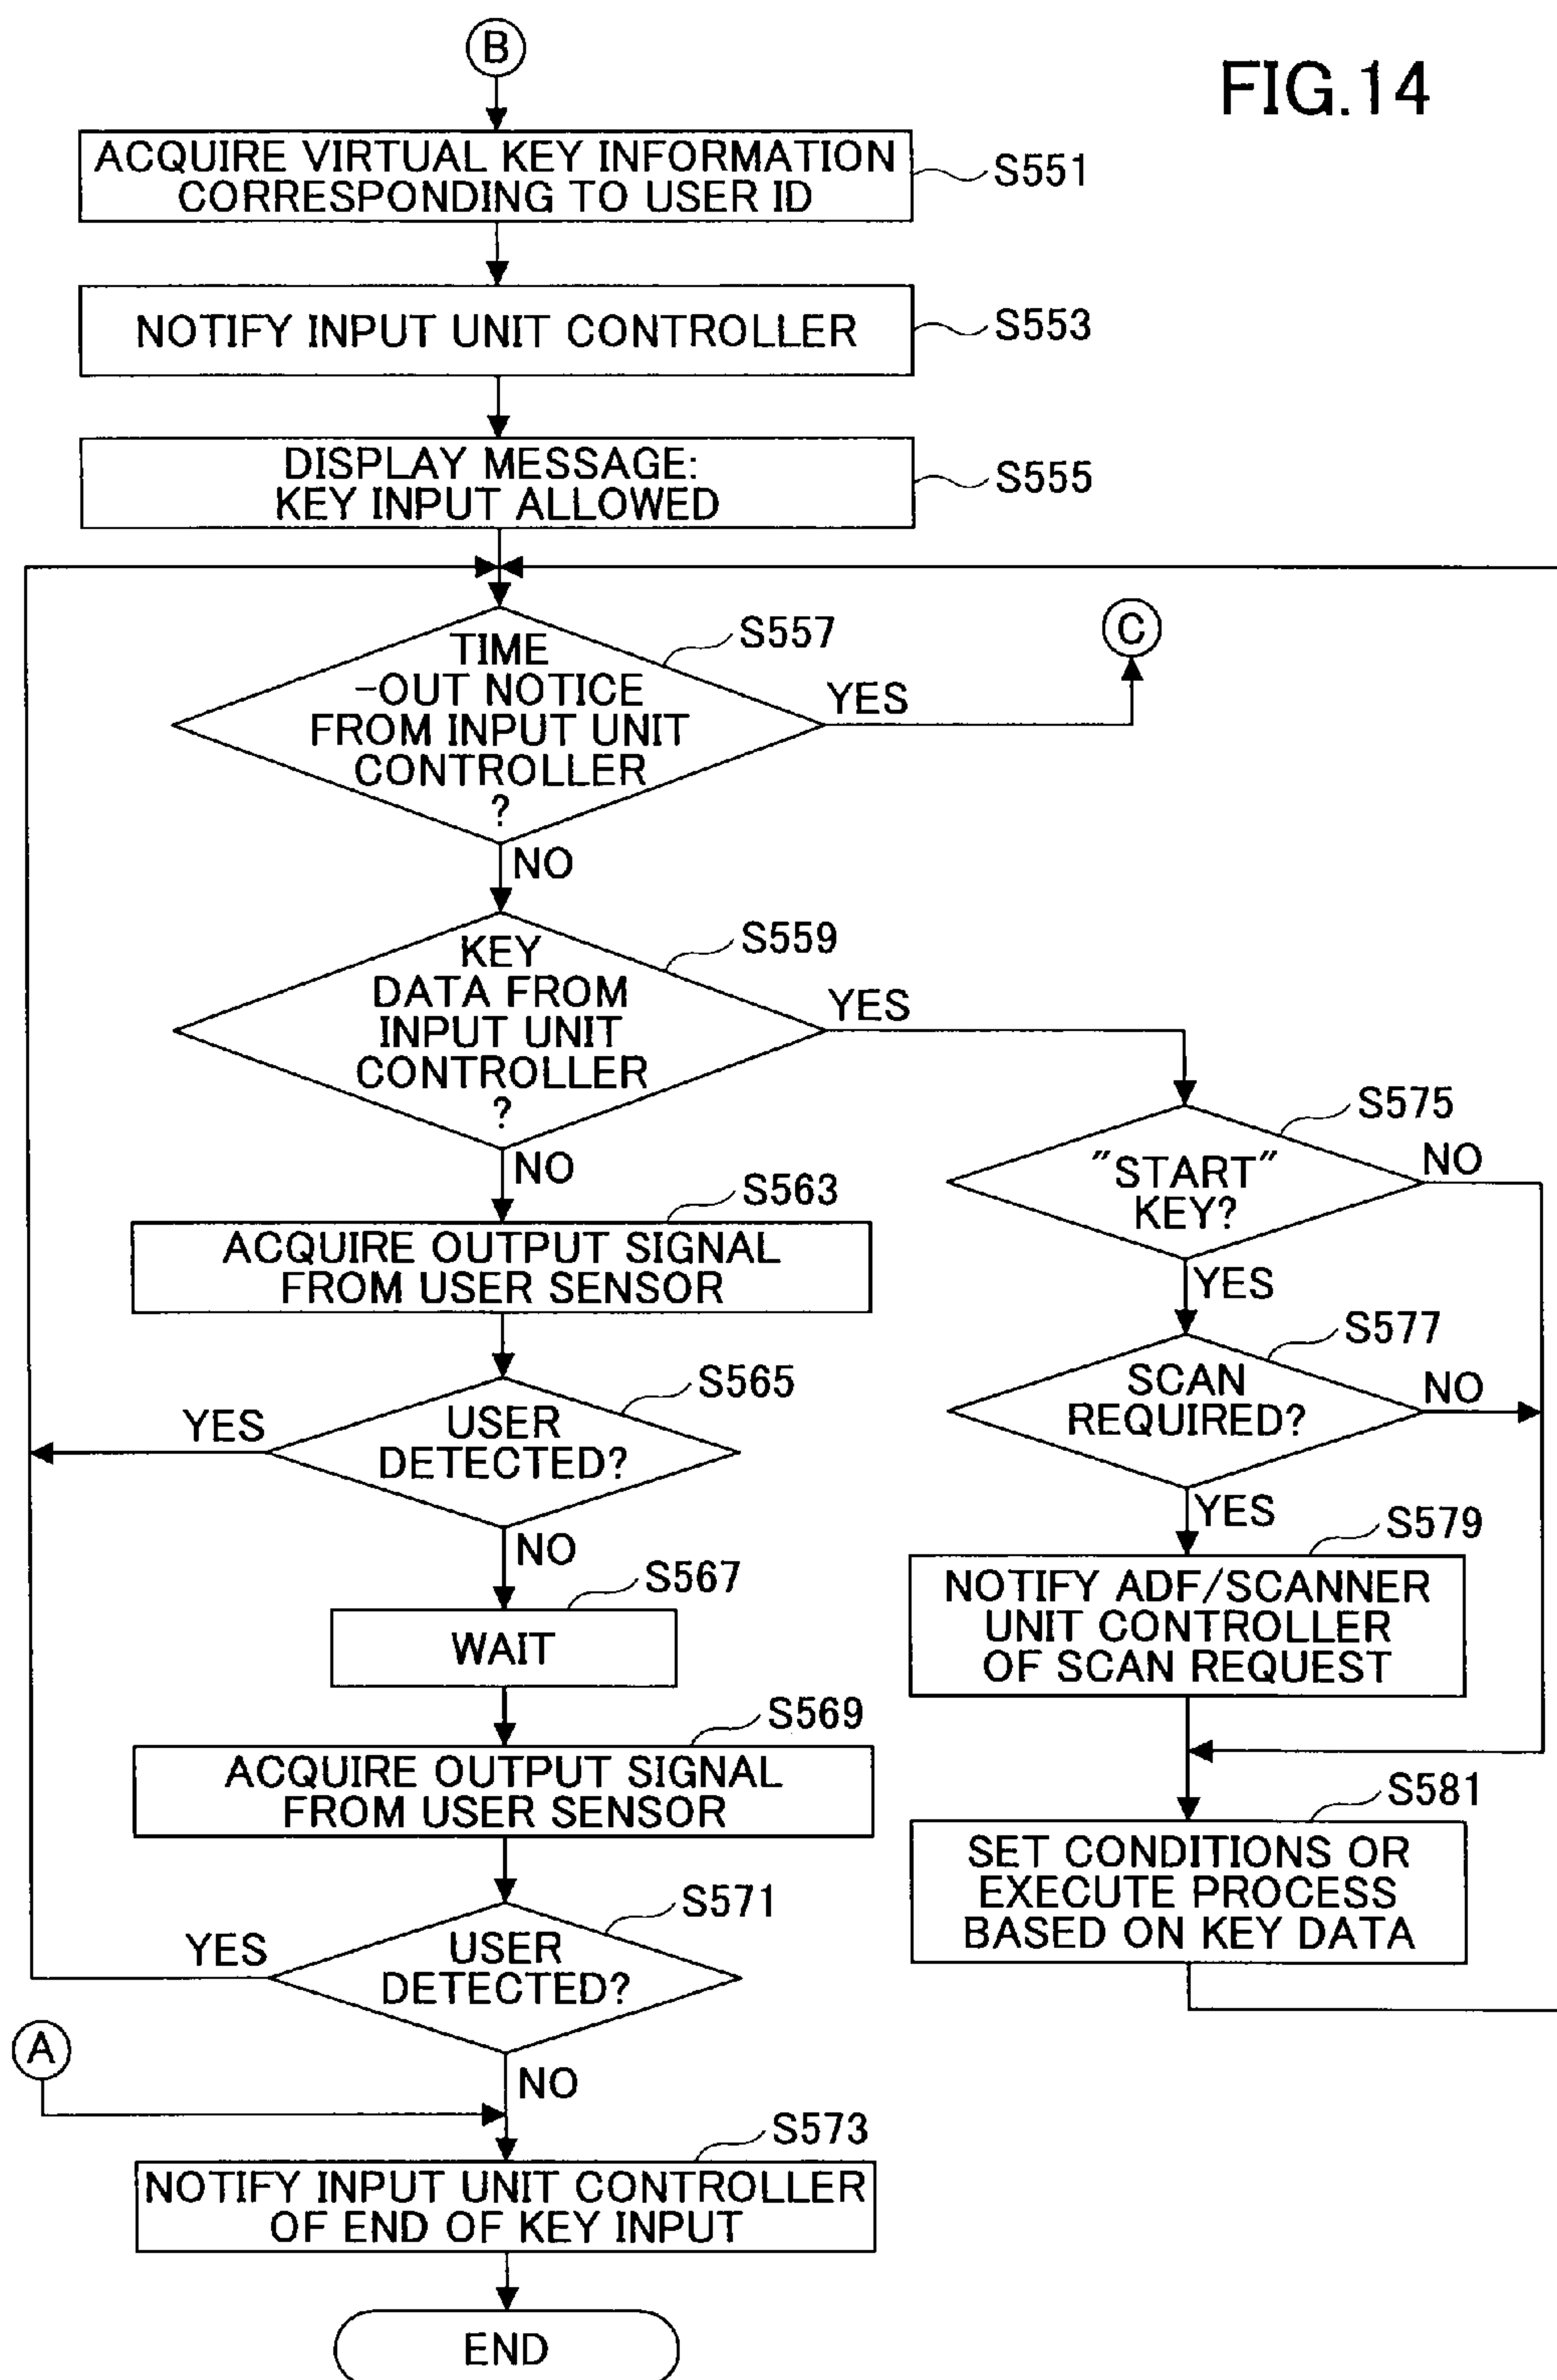 FIG.14
B
ACQUIRE VIRTUAL KEY INFORMATION
CORRESPONDING TO USER ID
S551
NOTIFY INPUT UNIT CONTROLLER
S553
DISPLAY MESSAGE:
KEY INPUT ALLOWED
S555
S557
TIME
-OUT NOTICE
FROM INPUT UNIT
CONTROLLER
?
YES
C
NO
S559
KEY
DATA FROM
INPUT UNIT
CONTROLLER
?
YES
NO
S563
ACQUIRE OUTPUT SIGNAL
FROM USER SENSOR
S565
USER
DETECTED?
YES
NO
S567
WAIT
S569
ACQUIRE OUTPUT SIGNAL
FROM USER SENSOR
S571
USER
DETECTED?
YES
NO
A
S573
NOTIFY INPUT UNIT CONTROLLER
OF END OF KEY INPUT
END
S575
"START"
KEY?
NO
YES
S577
SCAN
REQUIRED?
NO
YES
S579
NOTIFY ADF/SCANNER
UNIT CONTROLLER
OF SCAN REQUEST
S581
SET CONDITIONS OR
EXECUTE PROCESS
BASED ON KEY DATA